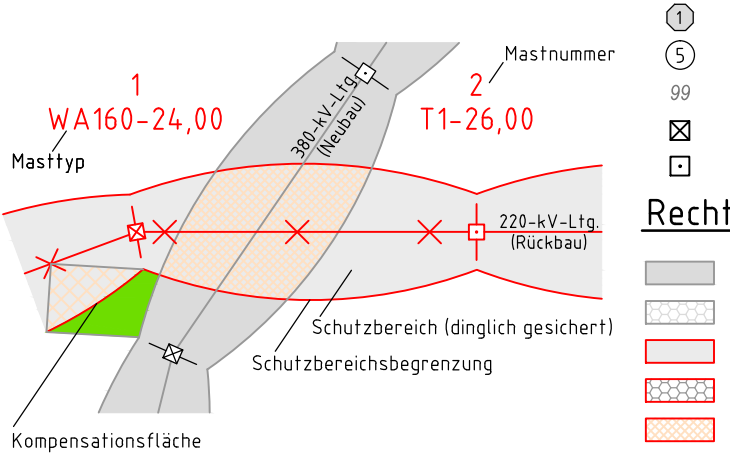 1
WA160-24,00
Masttyp
380-kV-Ltg.
(Neubau)
Mastnummer
2
T1-26,00
220-kV-Ltg.
(Rückbau)
Schutzbereich (dinglich gesichert)
Schutzbereichsbegrenzung
Kompensationsfläche
1
5
99
Recht